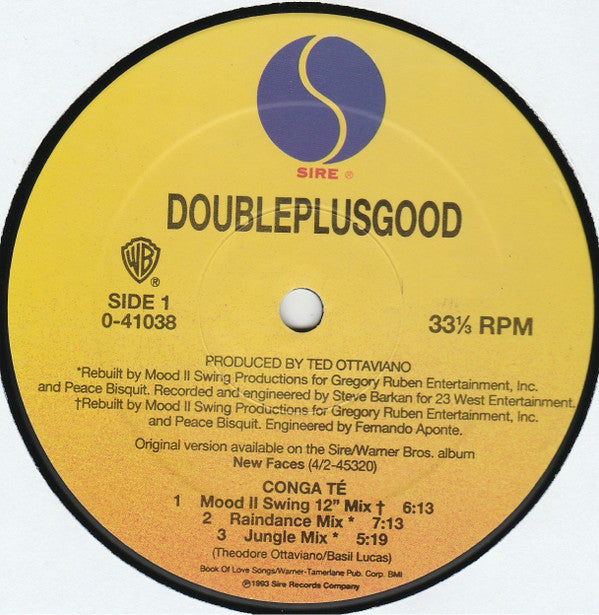 SIRE ®
DOUBLEPLUSGOOD
WB
®
SIDE 1
0-41038
33⅓ RPM
PRODUCED BY TED OTTAVIANO
*Rebuilt by Mood II Swing Productions for Gregory Ruben Entertainment, Inc.
and Peace Bisquit. Recorded and engineered by Steve Barkan for 23 West Entertainment.
†Rebuilt by Mood II Swing Productions for Gregory Ruben Entertainment, Inc.
and Peace Bisquit. Engineered by Fernando Aponte.
Original version available on the Sire/Warner Bros. album
New Faces (4/2-45320)
CONGA TÉ
1 Mood II Swing 12" Mix † 6:13
2 Raindance Mix * 7:13
3 Jungle Mix * 5:19
(Theodore Ottaviano/Basil Lucas)
Book Of Love Songs/Warner-Tamerlane Pub. Corp. BMI
℗©1993 Sire Records Company